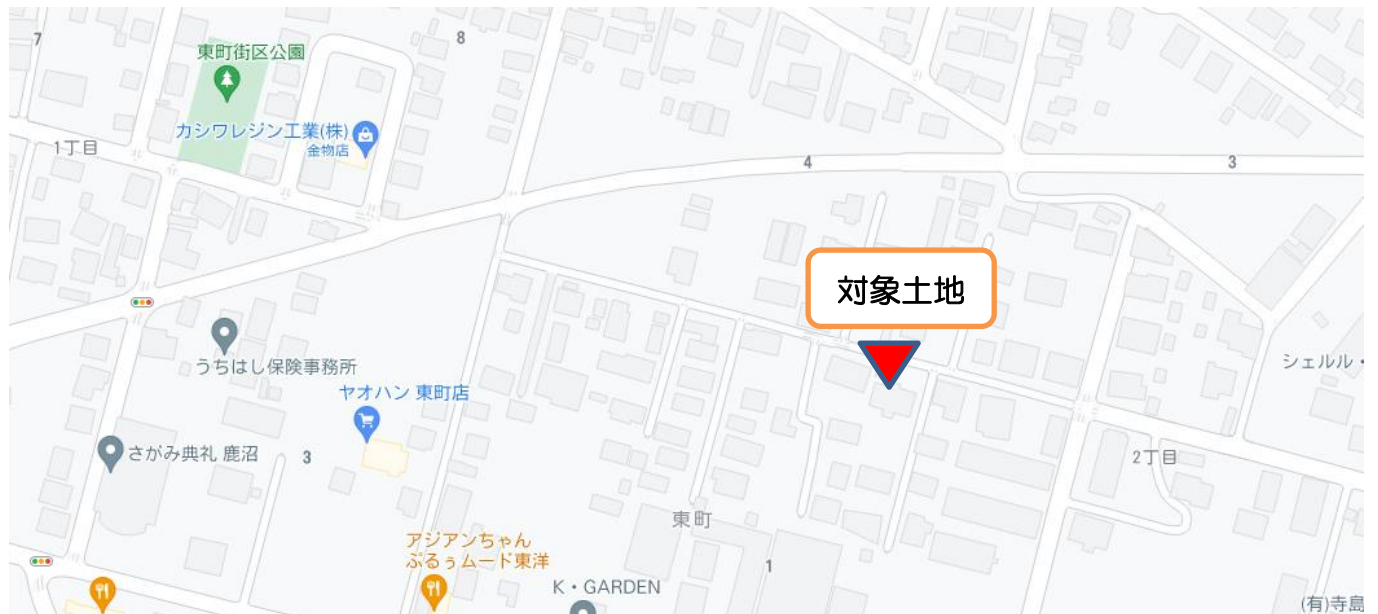 7
8
東町街区公園
カシワレジン工業(株)
金物店
1丁目
4
3
対象土地
うちはし保険事務所
シェルル・
ヤオハン 東町店
さがみ典礼 鹿沼
3
2丁目
東町
アジアンちゃん
ぷるぅムード東洋
1
K・GARDEN
(有)寺島